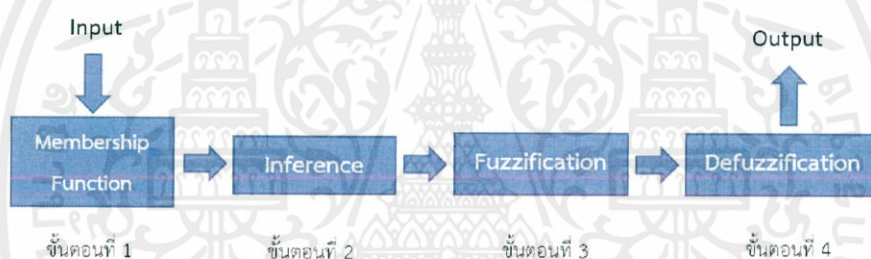 Input
Output
Membership
Function
Inference
Fuzzification
Defuzzification
ขั้นตอนที่ 1
ขั้นตอนที่ 2
ขั้นตอนที่ 3
ขั้นตอนที่ 4